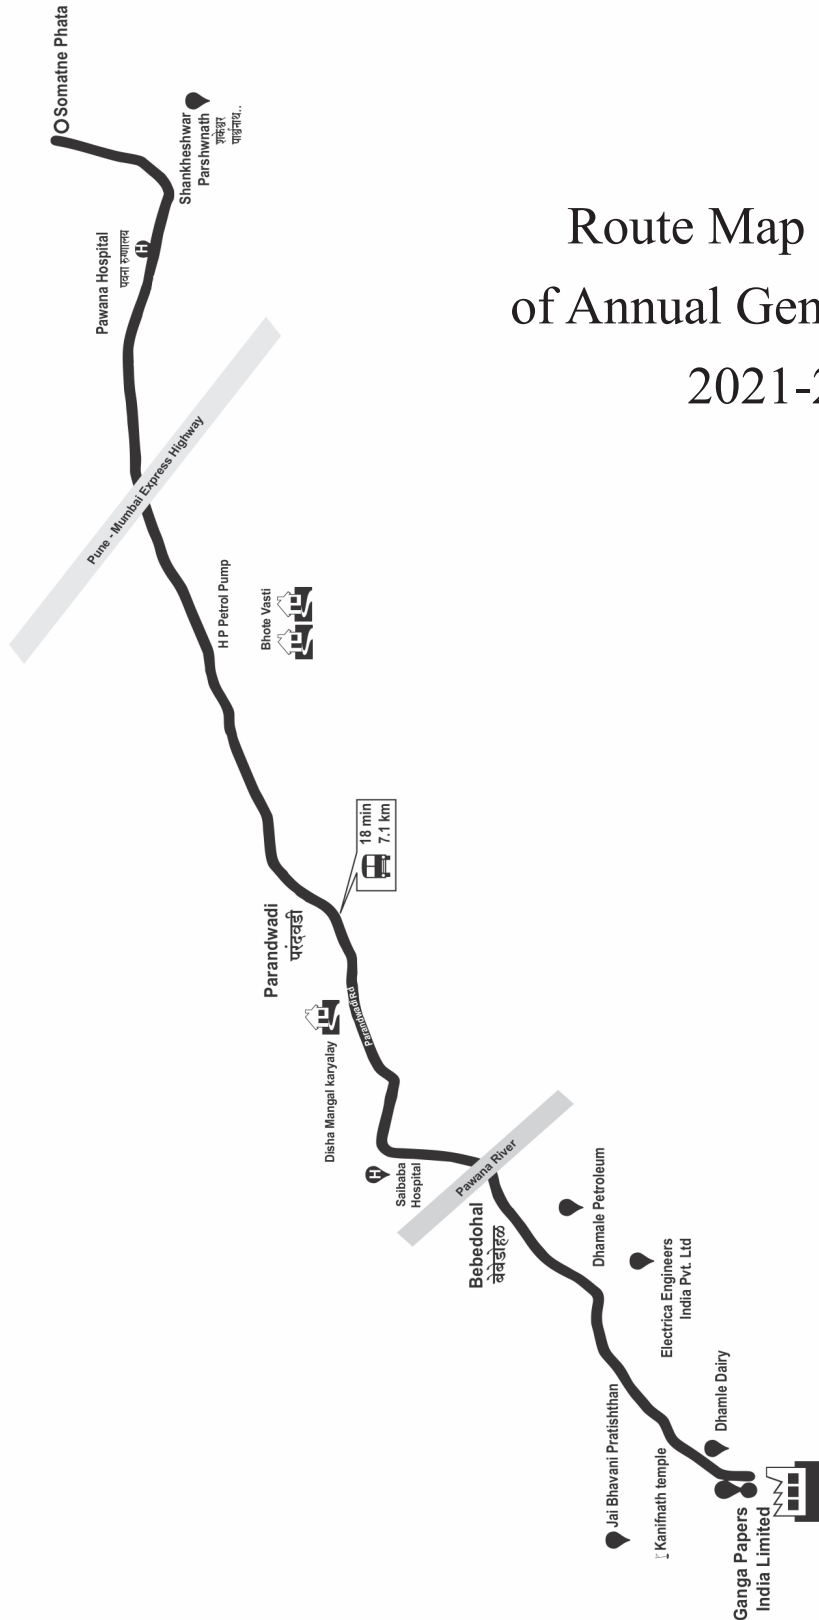 Somatne Phata
Shankheshwar
Parshwnath
शंकेश्वर
पार्श्वनाथ..
Pawana Hospital
पवना रुग्णालय
H
Route Map
of Annual Gen
2021-2
Pune - Mumbai Express Highway
H P Petrol Pump
Bhote Vasti
18 min
7.1 km
Parandwadi
परंदवडी
Parandwadi Rd
Disha Mangal karyalay
H
Saibaba
Hospital
Pawana River
Bebedohal
बेबेडोहळ
Dhamale Petroleum
Electrica Engineers
India Pvt. Ltd
Jai Bhavani Pratishthan
Kanifnath temple
Dhamle Dairy
Ganga Papers
India Limited